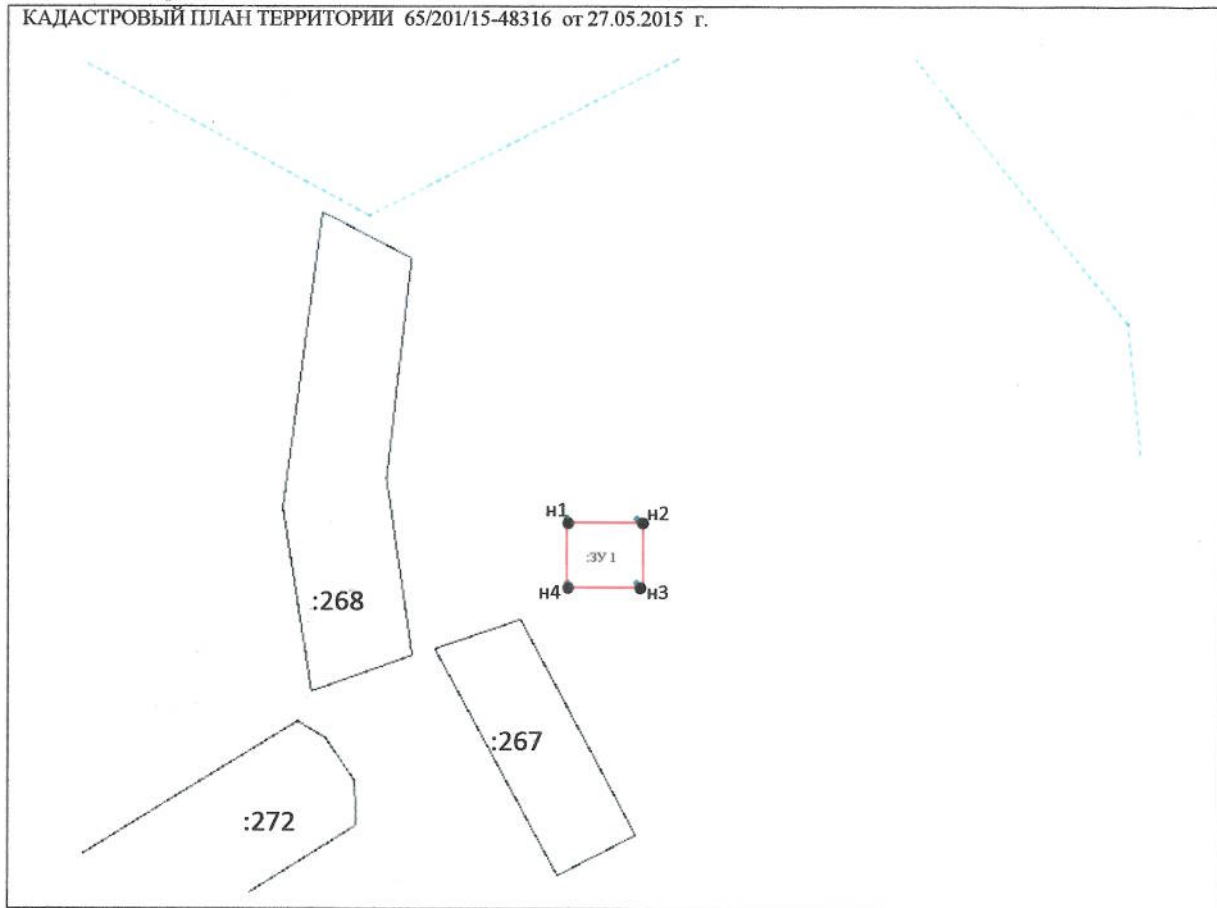 КАДАСТРОВЫЙ ПЛАН ТЕРРИТОРИИ 65/201/15-48316 от 27.05.2015 г.
н1
н2
:ЗУ 1
н4
н3
:268
:267
:272